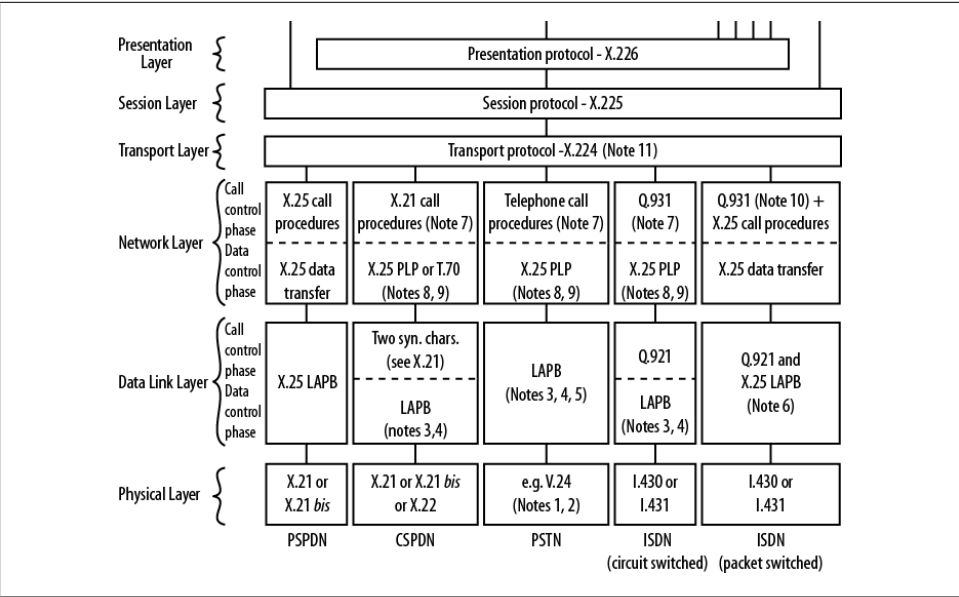 Presentation
Layer
Presentation protocol - X.226
Session Layer
Session protocol - X.225
Transport Layer
Transport protocol -X.224 (Note 11)
Network Layer
Call
control
phase
Data
control
phase
X.25 call
procedures
X.25 data
transfer
X.21 call
procedures (Note 7)
X.25 PLP or T.70
(Notes 8, 9)
Telephone call
procedures (Note 7)
X.25 PLP
(Notes 8, 9)
Q.931
(Note 7)
X.25 PLP
(Notes 8, 9)
Q.931 (Note 10) +
X.25 call procedures
X.25 data transfer
Data Link Layer
Call
control
phase
Data
control
phase
X.25 LAPB
Two syn. chars.
(see X.21)
LAPB
(notes 3,4)
LAPB
(Notes 3, 4, 5)
Q.921
LAPB
(Notes 3, 4)
Q.921 and
X.25 LAPB
(Note 6)
Physical Layer
X.21 or
X.21 bis
X.21 or X.21 bis
or X.22
e.g. V.24
(Notes 1, 2)
I.430 or
I.431
I.430 or
I.431
PSPDN
CSPDN
PSTN
ISDN
(circuit switched)
ISDN
(packet switched)